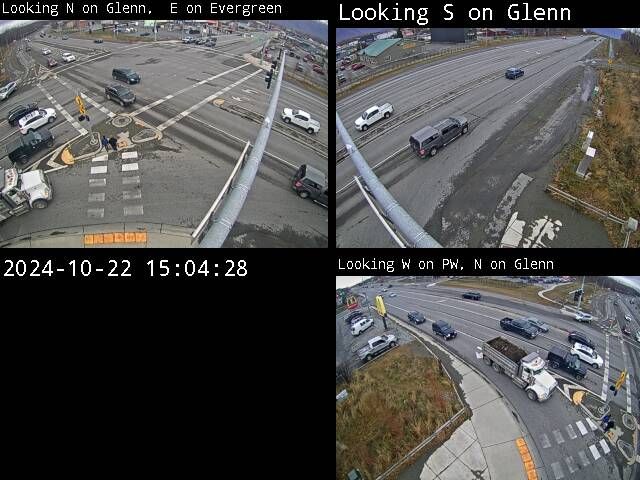 Looking N on Glenn, E on Evergreen
Looking S on Glenn
2024-10-22 15:04:28
Looking W on PW, N on Glenn